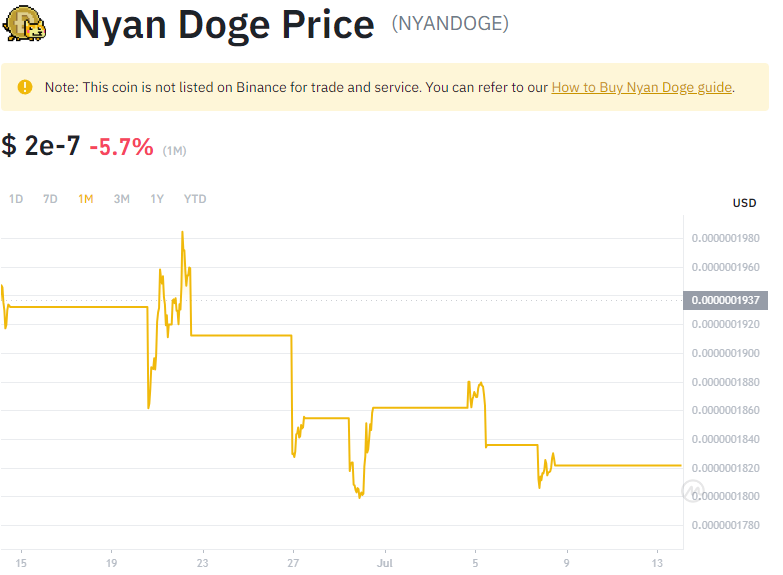 Nyan Doge Price (NYANDOGE)
Note: This coin is not listed on Binance for trade and service. You can refer to our How to Buy Nyan Doge guide.
$ 2e-7 -5.7% (1M)
1D 7D 1M 3M 1Y YTD
USD
0.0000001980
0.0000001960
0.0000001937
0.0000001920
0.0000001900
0.0000001880
0.0000001860
0.0000001840
0.0000001820
0.0000001800
0.0000001780
15 19 23 27 Jul 5 9 13